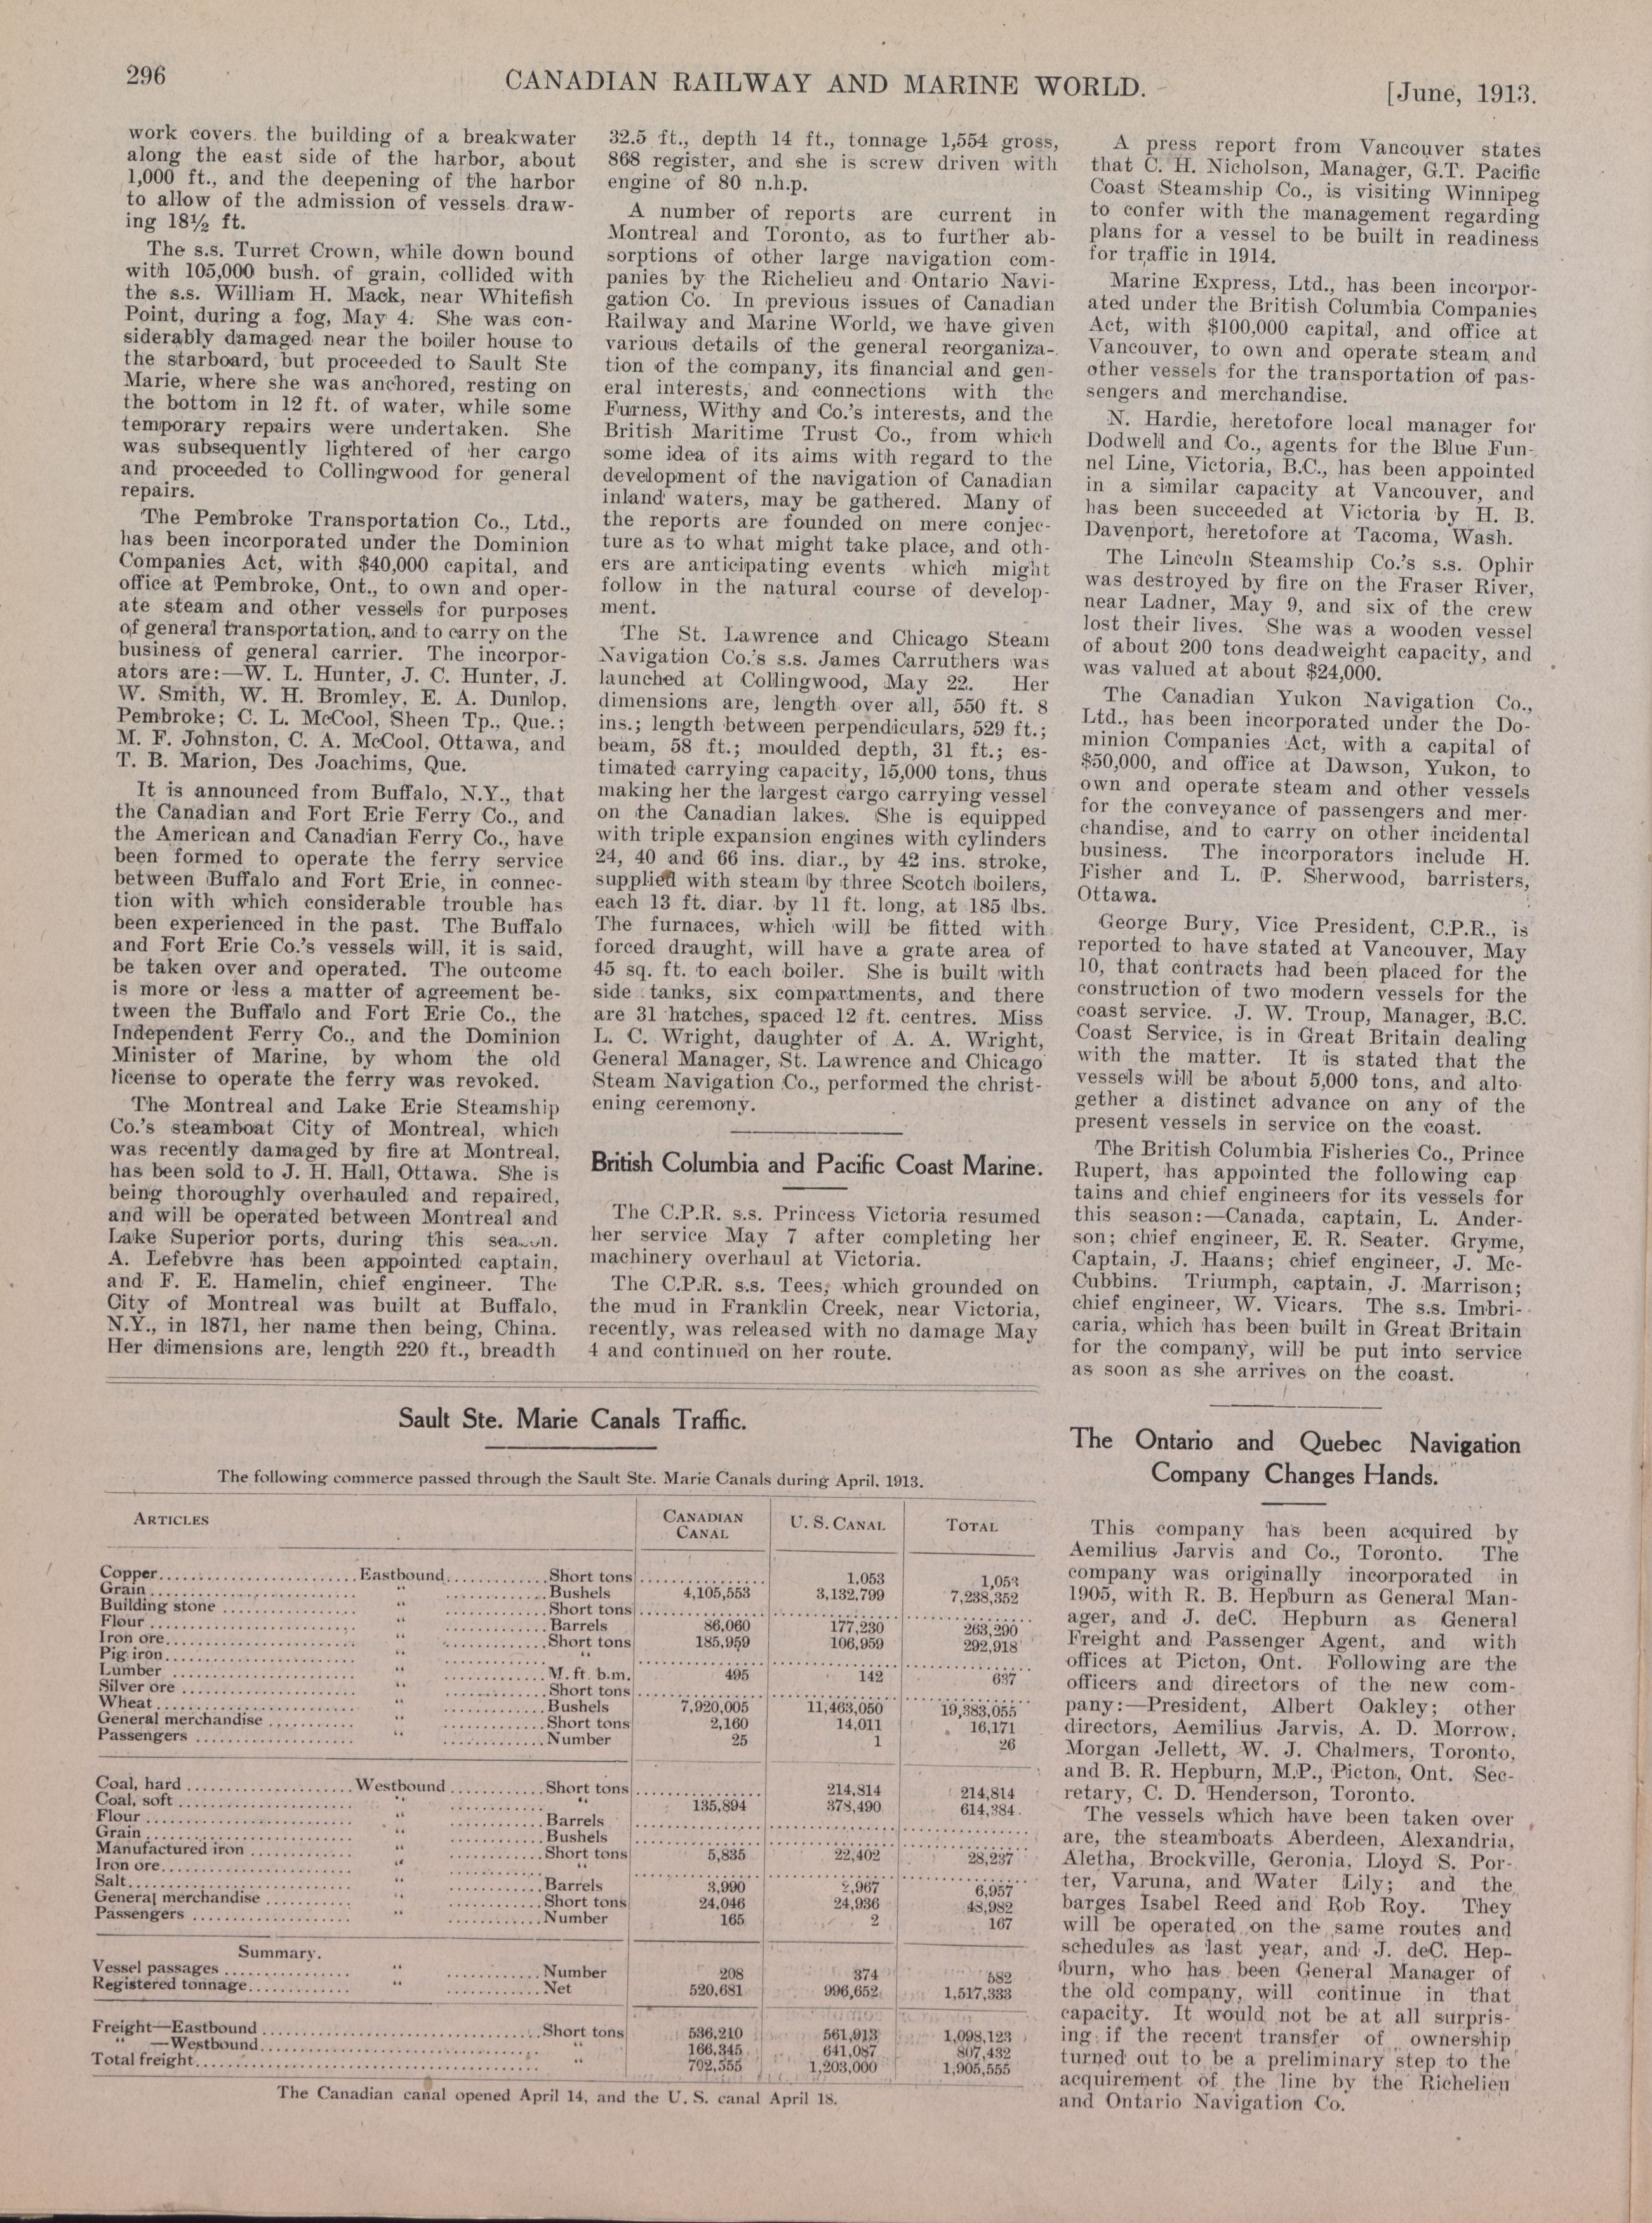 296
CANADIAN RAILWAY AND MARINE WORLD.
[June, 1913.
work covers the building of a breakwater
along the east side of the harbor, about
1,000 ft., and the deepening of the harbor
to allow of the admission of vessels draw-
ing 18½ ft.
The s.s. Turret Crown, while down bound
with 105,000 bush. of grain, collided with
the s.s. William H. Mack, near Whitefish
Point, during a fog, May 4. She was con-
siderably damaged near the boiler house to
the starboard, but proceeded to Sault Ste
Marie, where she was anchored, resting on
the bottom in 12 ft. of water, while some
temporary repairs were undertaken. She
was subsequently lightered of her cargo
and proceeded to Collingwood for general
repairs.
The Pembroke Transportation Co., Ltd.,
has been incorporated under the Dominion
Companies Act, with $40,000 capital, and
office at Pembroke, Ont., to own and oper-
ate steam and other vessels for purposes
of general transportation, and to carry on the
business of general carrier. The incorpor-
ators are:—W. L. Hunter, J. C. Hunter, J.
W. Smith, W. H. Bromley, E. A. Dunlop,
Pembroke; C. L. McCool, Sheen Tp., Que.;
M. F. Johnston, C. A. McCool, Ottawa, and
T. B. Marion, Des Joachims, Que.
It is announced from Buffalo, N.Y., that
the Canadian and Fort Erie Ferry Co., and
the American and Canadian Ferry Co., have
been formed to operate the ferry service
between Buffalo and Fort Erie, in connec-
tion with which considerable trouble has
been experienced in the past. The Buffalo
and Fort Erie Co.'s vessels will, it is said,
be taken over and operated. The outcome
is more or less a matter of agreement be-
tween the Buffalo and Fort Erie Co., the
Independent Ferry Co., and the Dominion
Minister of Marine, by whom the old
license to operate the ferry was revoked.
The Montreal and Lake Erie Steamship
Co.'s steamboat City of Montreal, which
was recently damaged by fire at Montreal,
has been sold to J. H. Hall, Ottawa. She is
being thoroughly overhauled and repaired,
and will be operated between Montreal and
Lake Superior ports, during this season.
A. Lefebvre has been appointed captain,
and F. E. Hamelin, chief engineer. The
City of Montreal was built at Buffalo,
N.Y., in 1871, her name then being, China.
Her dimensions are, length 220 ft., breadth
32.5 ft., depth 14 ft., tonnage 1,554 gross,
868 register, and she is screw driven with
engine of 80 n.h.p.
A number of reports are current in
Montreal and Toronto, as to further ab-
sorptions of other large navigation com-
panies by the Richelieu and Ontario Navi-
gation Co. In previous issues of Canadian
Railway and Marine World, we have given
various details of the general reorganiza-
tion of the company, its financial and gen-
eral interests, and connections with the
Furness, Withy and Co.'s interests, and the
British Maritime Trust Co., from which
some idea of its aims with regard to the
development of the navigation of Canadian
inland waters, may be gathered. Many of
the reports are founded on mere conjec-
ture as to what might take place, and oth-
ers are anticipating events which might
follow in the natural course of develop-
ment.
The St. Lawrence and Chicago Steam
Navigation Co.'s s.s. James Carruthers was
launched at Collingwood, May 22. Her
dimensions are, length over all, 550 ft. 8
ins.; length between perpendiculars, 529 ft.;
beam, 58 ft.; moulded depth, 31 ft.; es-
timated carrying capacity, 15,000 tons, thus
making her the largest cargo carrying vessel
on the Canadian lakes. She is equipped
with triple expansion engines with cylinders
24, 40 and 66 ins. diar., by 42 ins. stroke,
supplied with steam by three Scotch boilers,
each 13 ft. diar. by 11 ft. long, at 185 lbs.
The furnaces, which will be fitted with
forced draught, will have a grate area of
45 sq. ft. to each boiler. She is built with
side tanks, six compartments, and there
are 31 hatches, spaced 12 ft. centres. Miss
L. C. Wright, daughter of A. A. Wright,
General Manager, St. Lawrence and Chicago
Steam Navigation Co., performed the christ-
ening ceremony.
British Columbia and Pacific Coast Marine.
The C.P.R. s.s. Princess Victoria resumed
her service May 7 after completing her
machinery overhaul at Victoria.
The C.P.R. s.s. Tees, which grounded on
the mud in Franklin Creek, near Victoria,
recently, was released with no damage May
4 and continued on her route.
A press report from Vancouver states
that C. H. Nicholson, Manager, G.T. Pacific
Coast Steamship Co., is visiting Winnipeg
to confer with the management regarding
plans for a vessel to be built in readiness
for traffic in 1914.
Marine Express, Ltd., has been incorpor-
ated under the British Columbia Companies
Act, with $100,000 capital, and office at
Vancouver, to own and operate steam and
other vessels for the transportation of pas-
sengers and merchandise.
N. Hardie, heretofore local manager for
Dodwell and Co., agents for the Blue Fun-
nel Line, Victoria, B.C., has been appointed
in a similar capacity at Vancouver, and
has been succeeded at Victoria by H. B.
Davenport, heretofore at Tacoma, Wash.
The Lincoln Steamship Co.'s s.s. Ophir
was destroyed by fire on the Fraser River,
near Ladner, May 9, and six of the crew
lost their lives. She was a wooden vessel
of about 200 tons deadweight capacity, and
was valued at about $24,000.
The Canadian Yukon Navigation Co.,
Ltd., has been incorporated under the Do-
minion Companies Act, with a capital of
$50,000, and office at Dawson, Yukon, to
own and operate steam and other vessels
for the conveyance of passengers and mer-
chandise, and to carry on other incidental
business. The incorporators include H.
Fisher and L. P. Sherwood, barristers,
Ottawa.
George Bury, Vice President, C.P.R., is
reported to have stated at Vancouver, May
10, that contracts had been placed for the
construction of two modern vessels for the
coast service. J. W. Troup, Manager, B.C.
Coast Service, is in Great Britain dealing
with the matter. It is stated that the
vessels will be about 5,000 tons, and alto-
gether a distinct advance on any of the
present vessels in service on the coast.
The British Columbia Fisheries Co., Prince
Rupert, has appointed the following cap
tains and chief engineers for its vessels for
this season:—Canada, captain, L. Ander-
son; chief engineer, E. R. Seater. Gryme,
Captain, J. Haans; chief engineer, J. Mc-
Cubbins. Triumph, captain, J. Marrison;
chief engineer, W. Vicars. The s.s. Imbri-
caria, which has been built in Great Britain
for the company, will be put into service
as soon as she arrives on the coast.
Sault Ste. Marie Canals Traffic.
The following commerce passed through the Sault Ste. Marie Canals during April, 1913.
ARTICLES CANADIAN CANAL U. S. CANAL TOTAL
Copper Eastbound Short tons 1,053 1,053
Grain " Bushels 4,105,553 3,132,799 7,238,352
Building stone " Short tons
Flour " Barrels 86,060 177,230 263,290
Iron ore " Short tons 185,959 106,959 292,918
Pig iron " "
Lumber " M. ft. b.m. 495 142 637
Silver ore " Short tons
Wheat " Bushels 7,920,005 11,463,050 19,383,055
General merchandise " Short tons 2,160 14,011 16,171
Passengers " Number 25 1 26
Coal, hard Westbound Short tons 214,814 214,814
Coal, soft " " 135,894 378,490 614,384
Flour " Barrels
Grain " Bushels
Manufactured iron " Short tons 5,835 22,402 28,237
Iron ore " "
Salt " Barrels 3,990 2,967 6,957
General merchandise " Short tons 24,046 24,936 48,982
Passengers " Number 165 2 167
Summary.
Vessel passages " Number 208 374 582
Registered tonnage " Net 520,681 996,652 1,517,333
Freight—Eastbound Short tons 536,210 561,913 1,098,123
" —Westbound " 166,345 641,087 807,432
Total freight " 702,555 1,203,000 1,905,555
The Canadian canal opened April 14, and the U. S. canal April 18.
The Ontario and Quebec Navigation
Company Changes Hands.
This company has been acquired by
Aemilius Jarvis and Co., Toronto. The
company was originally incorporated in
1905, with R. B. Hepburn as General Man-
ager, and J. deC. Hepburn as General
Freight and Passenger Agent, and with
offices at Picton, Ont. Following are the
officers and directors of the new com-
pany:—President, Albert Oakley; other
directors, Aemilius Jarvis, A. D. Morrow,
Morgan Jellett, W. J. Chalmers, Toronto,
and B. R. Hepburn, M.P., Picton, Ont. Sec-
retary, C. D. Henderson, Toronto.
The vessels which have been taken over
are, the steamboats Aberdeen, Alexandria,
Aletha, Brockville, Geronia, Lloyd S. Por-
ter, Varuna, and Water Lily; and the
barges Isabel Reed and Rob Roy. They
will be operated on the same routes and
schedules as last year, and J. deC. Hep-
burn, who has been General Manager of
the old company, will continue in that
capacity. It would not be at all surpris-
ing if the recent transfer of ownership
turned out to be a preliminary step to the
acquirement of the line by the Richelieu
and Ontario Navigation Co.